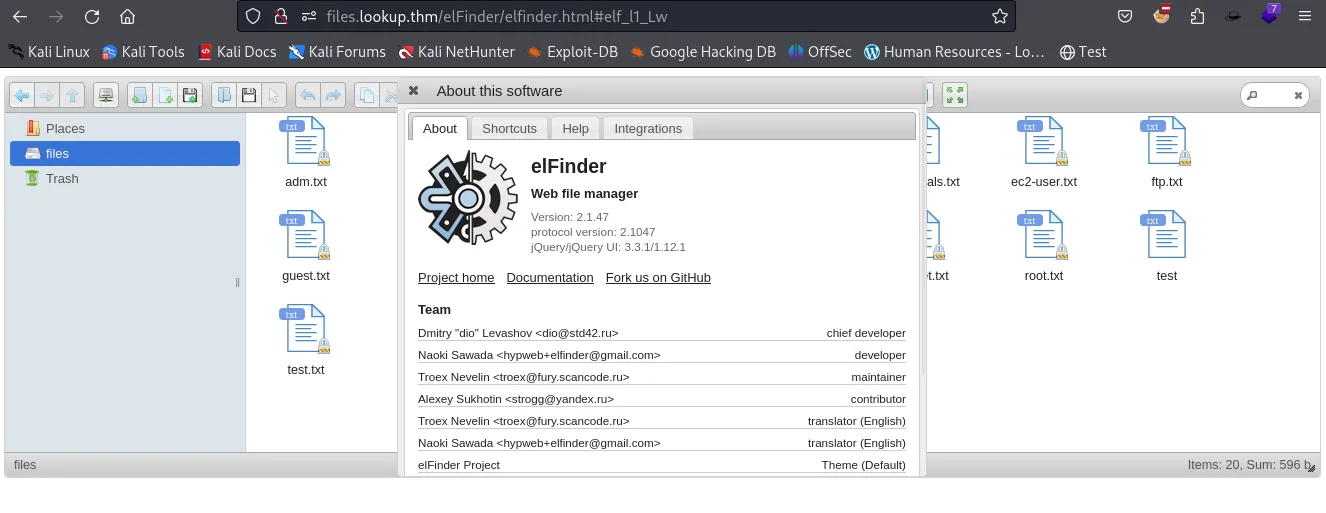 7
files.lookup.thm/elFinder/elfinder.html#elf_l1_Lw
Kali Linux Kali Tools Kali Docs Kali Forums Kali NetHunter Exploit-DB Google Hacking DB OffSec Human Resources - Lo… Test
About this software
Places
files
Trash
About Shortcuts Help Integrations
txt txt txt
adm.txt als.txt ec2-user.txt ftp.txt
elFinder
Web file manager
Version: 2.1.47
protocol version: 2.1047
jQuery/jQuery UI: 3.3.1/1.12.1
txt txt txt
guest.txt et.txt root.txt test
Project home Documentation Fork us on GitHub
txt
test.txt
Team
Dmitry "dio" Levashov <dio@std42.ru> chief developer
Naoki Sawada <hypweb+elfinder@gmail.com> developer
Troex Nevelin <troex@fury.scancode.ru> maintainer
Alexey Sukhotin <strogg@yandex.ru> contributor
Troex Nevelin <troex@fury.scancode.ru> translator (English)
Naoki Sawada <hypweb+elfinder@gmail.com> translator (English)
elFinder Project Theme (Default)
files Items: 20, Sum: 596 b